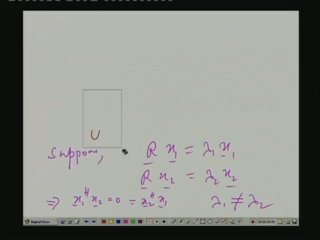 U
Suppose, R x₁ = λ₁ x₁
R x₂ = λ₂ x₂
⇒ x₁ᴴ x₂ = 0 = x₂ᴴ x₁ λ₁ ≠ λ₂